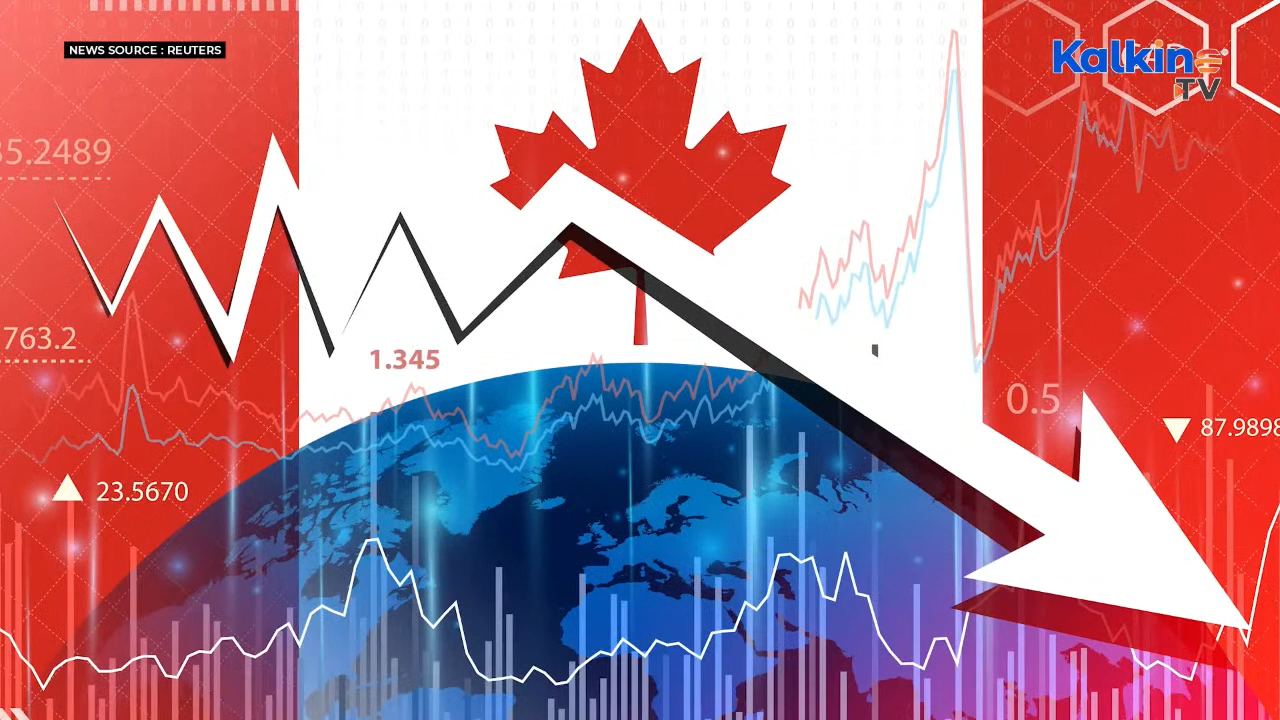 NEWS SOURCE : REUTERS
Kalkine
TV
35.2489
763.2
1.345
0.5
87.9898
23.5670